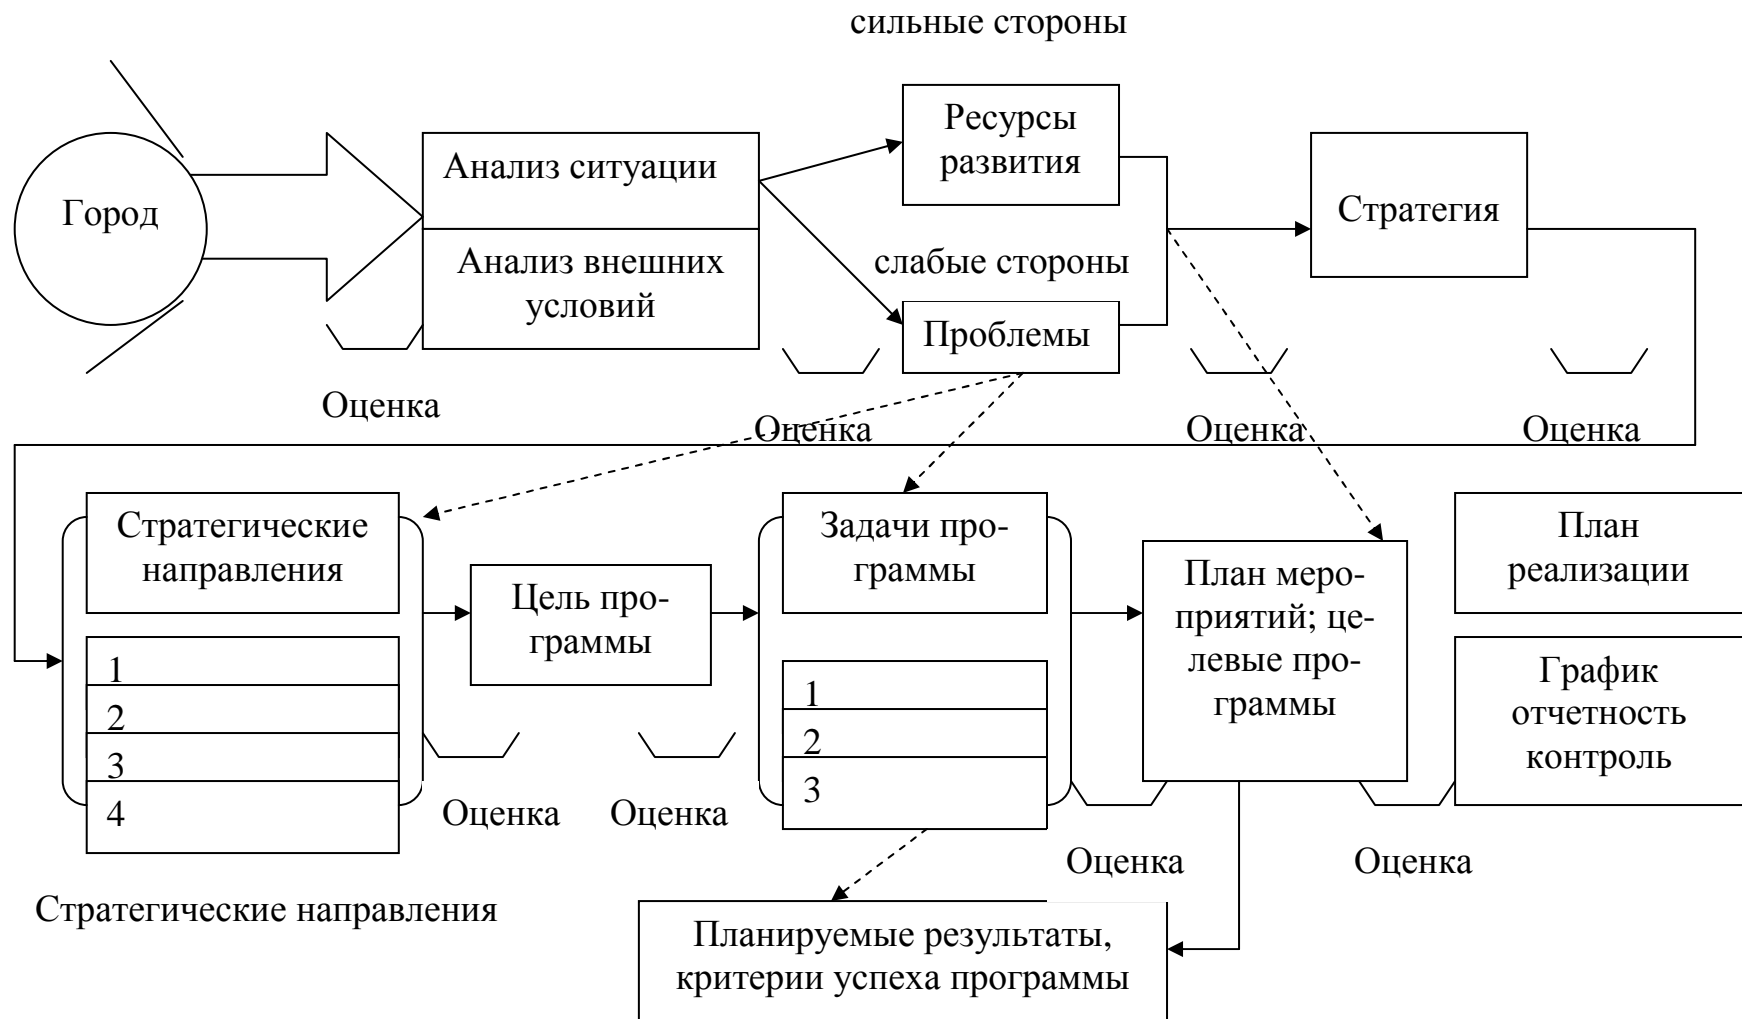 сильные стороны
Ресурсы
развития
Анализ ситуации
Город
Стратегия
Анализ внешних
условий
слабые стороны
Проблемы
Оценка
Оценка
Оценка
Оценка
Стратегические
направления
1
2
3
4
Цель про-
граммы
Задачи про-
граммы
1
2
3
План меро-
приятий; це-
левые про-
граммы
План
реализации
График
отчетность
контроль
Оценка
Оценка
Оценка
Оценка
Стратегические направления
Планируемые результаты,
критерии успеха программы